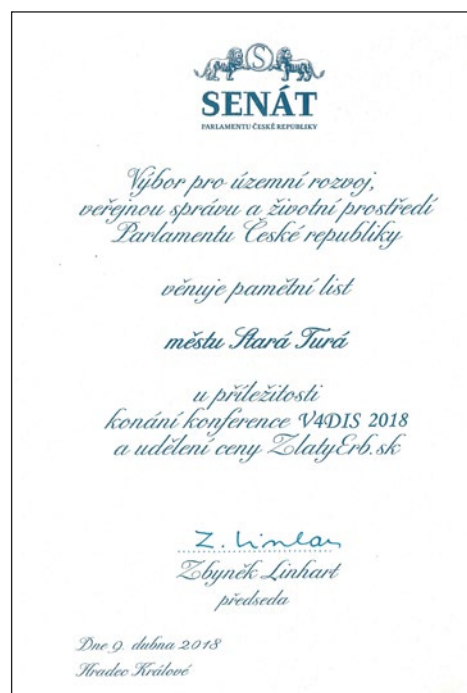 SENÁT
PARLAMENTU ČESKÉ REPUBLIKY
Výbor pro územní rozvoj,
veřejnou správu a životní prostředí
Parlamentu České republiky
věnuje pamětní list
městu Stará Turá
u příležitosti
konání konference V4DIS 2018
a udělení ceny ZlatyErb.sk
Z. Linhart
Zbyněk Linhart
předseda
Dne 9. dubna 2018
Hradec Králové